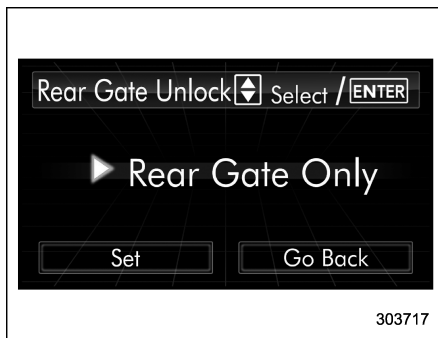 Rear Gate Unlock Select / ENTER
Rear Gate Only
Set Go Back
303717